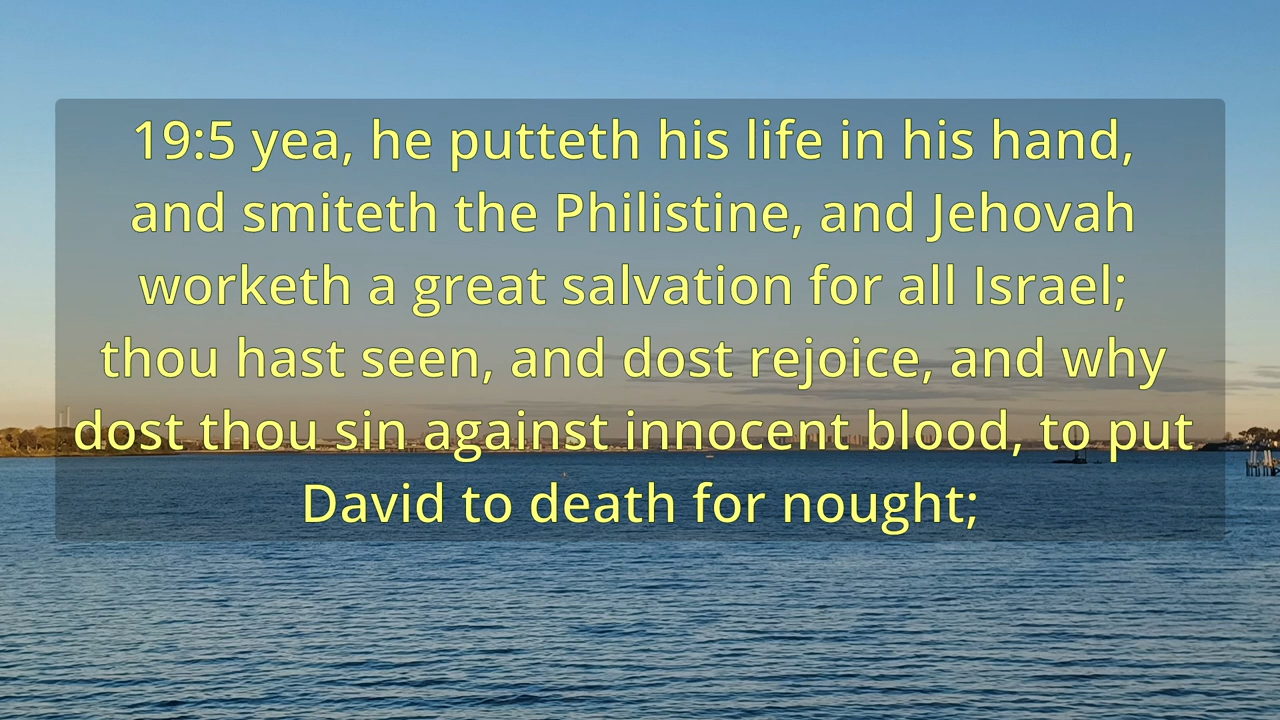 19:5 yea, he putteth his life in his hand,
and smiteth the Philistine, and Jehovah
worketh a great salvation for all Israel;
thou hast seen, and dost rejoice, and why
dost thou sin against innocent blood, to put
David to death for nought;